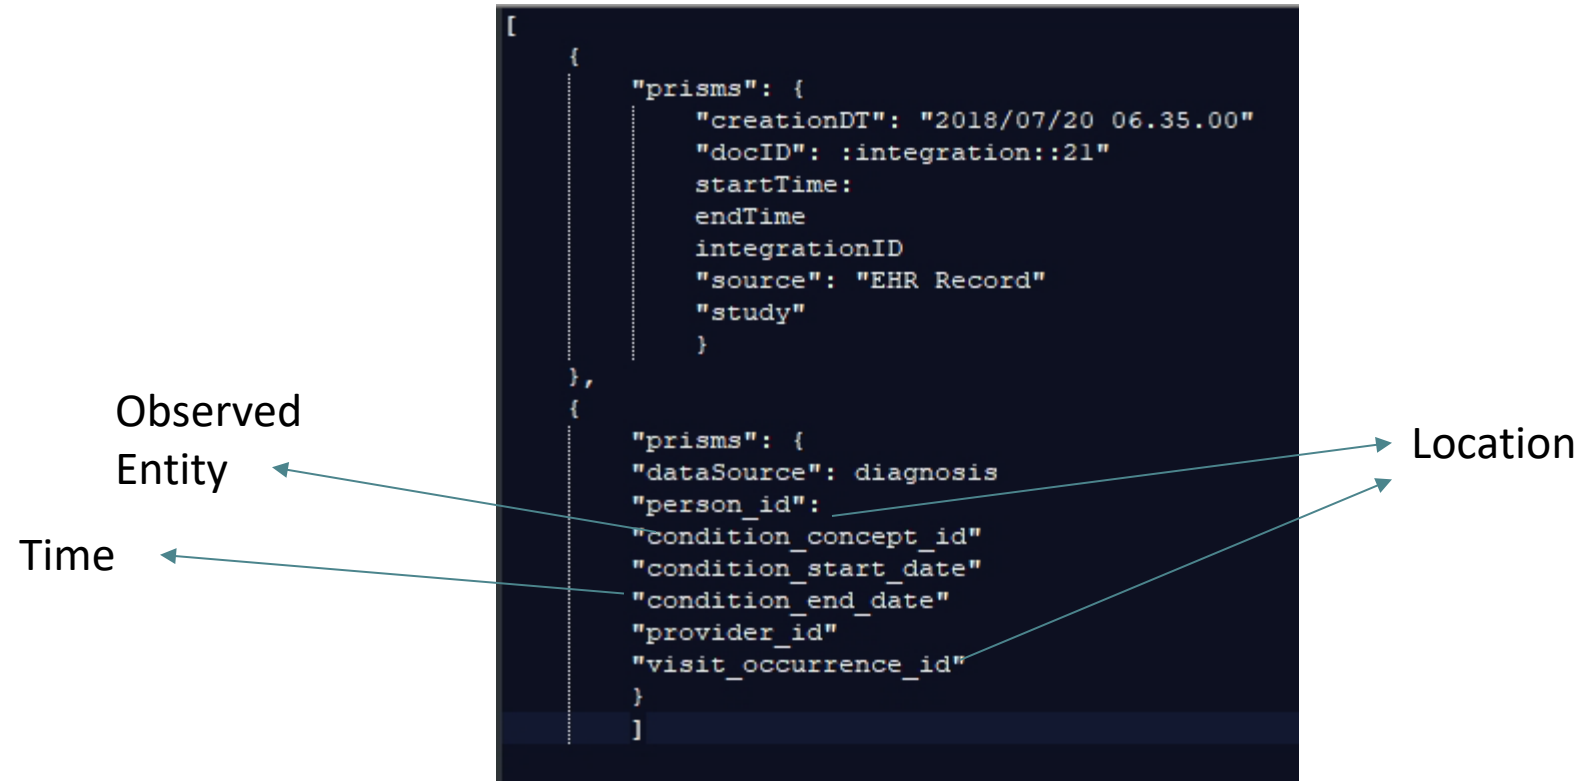 [
{
"prisms": {
"creationDT": "2018/07/20 06.35.00"
"docID": :integration::21"
startTime:
endTime
integrationID
"source": "EHR Record"
"study"
}
},
{
"prisms": {
"dataSource": diagnosis
"person_id":
"condition_concept_id"
"condition_start_date"
"condition_end_date"
"provider_id"
"visit_occurrence_id"
}
]
Observed
Entity
Time
Location